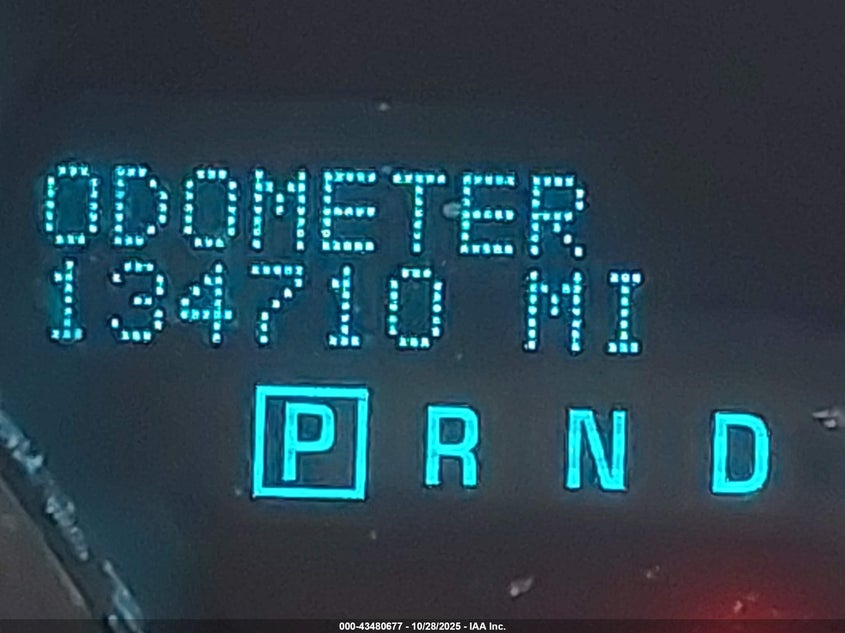 ODOMETER
134710 MI
P R N D
000-43480677 - 10/28/2025 - IAA Inc.